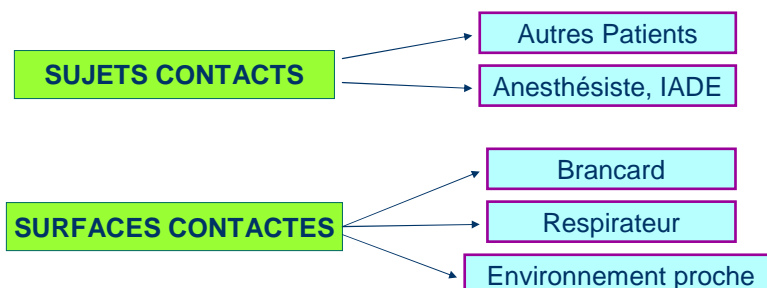 Autres Patients
SUJETS CONTACTS
Anesthésiste, IADE
Brancard
SURFACES CONTACTES
Respirateur
Environnement proche